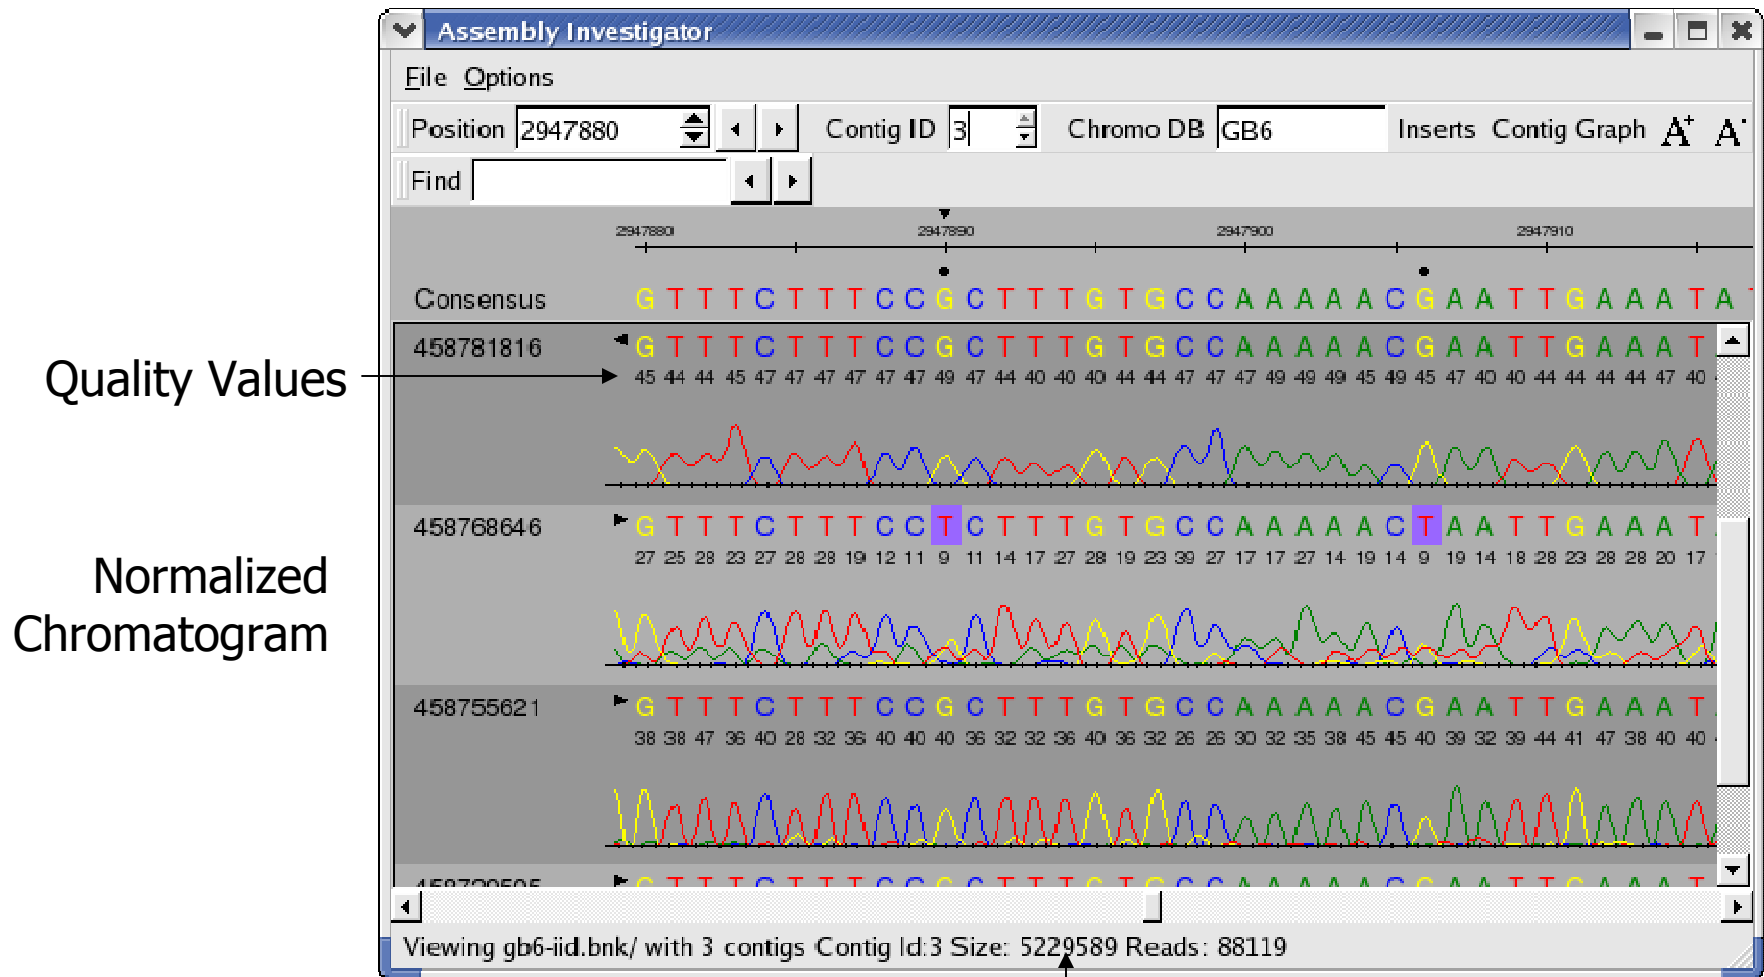 Assembly Investigator
File Options
Position 2947880 Contig ID 3 Chromo DB GB6 Inserts Contig Graph A+ A-
Find
2947880 2947890 2947900 2947910
Consensus G T T T C T T T C C G C T T T G T G C C A A A A A C G A A T T G A A A T A
458781816 G T T T C T T T C C G C T T T G T G C C A A A A A C G A A T T G A A A T
Quality Values
45 44 44 45 47 47 47 47 47 47 49 47 44 40 40 40 44 44 47 47 47 49 49 49 45 49 45 47 40 40 44 44 44 44 47 40
458768646 G T T T C T T T C C T C T T T G T G C C A A A A A C T A A T T G A A A T
27 25 28 23 27 28 28 19 12 11 9 11 14 17 27 28 19 23 39 27 17 17 27 14 19 14 9 19 14 18 28 23 28 28 20 17
Normalized
Chromatogram
458755621 G T T T C T T T C C G C T T T G T G C C A A A A A C G A A T T G A A A T
38 38 47 36 40 28 32 36 40 40 40 36 32 32 36 40 36 32 26 26 30 32 35 38 45 45 40 39 32 39 44 41 47 38 40 40
G T T T C T T T C C G C T T T G T G C C A A A A A C G A A T T G A A A T
Viewing gb6-iid.bnk/ with 3 contigs Contig Id:3 Size: 5229589 Reads: 88119